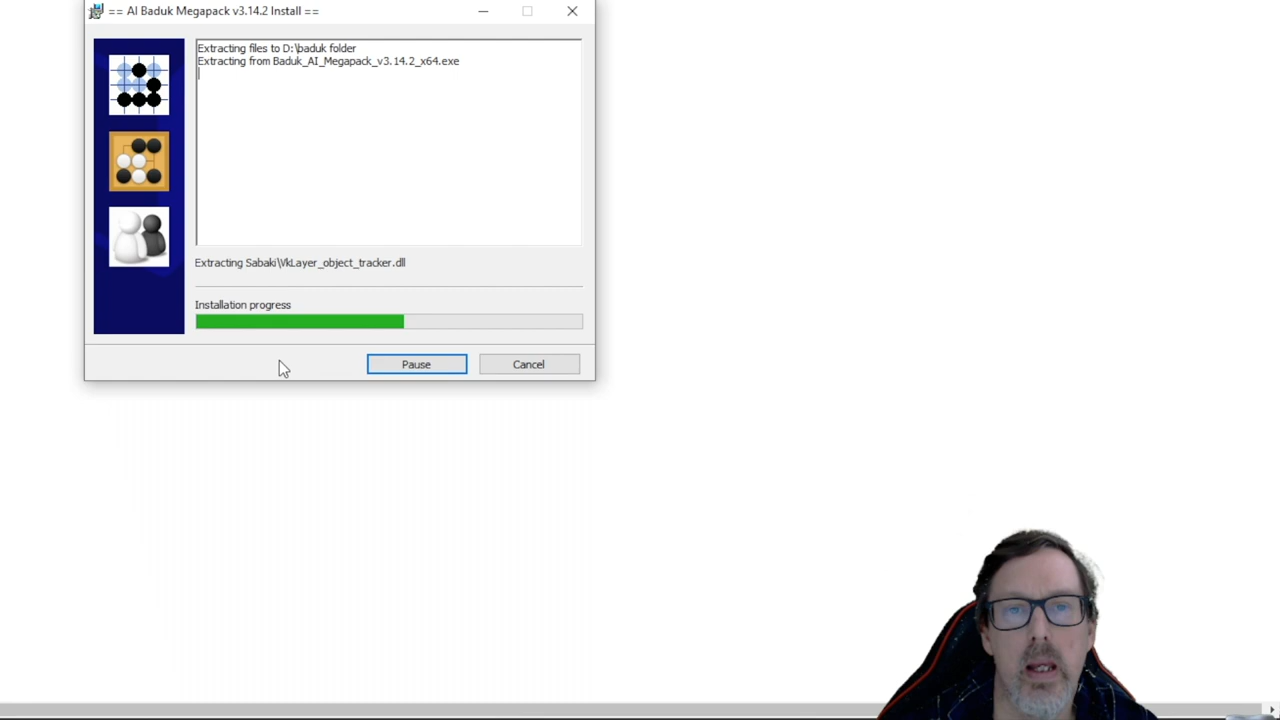 == AI Baduk Megapack v3.14.2 Install ==
Extracting files to D:\baduk folder
Extracting from Baduk_AI_Megapack_v3.14.2_x64.exe
Extracting Sabaki\VkLayer_object_tracker.dll
Installation progress
Pause
Cancel